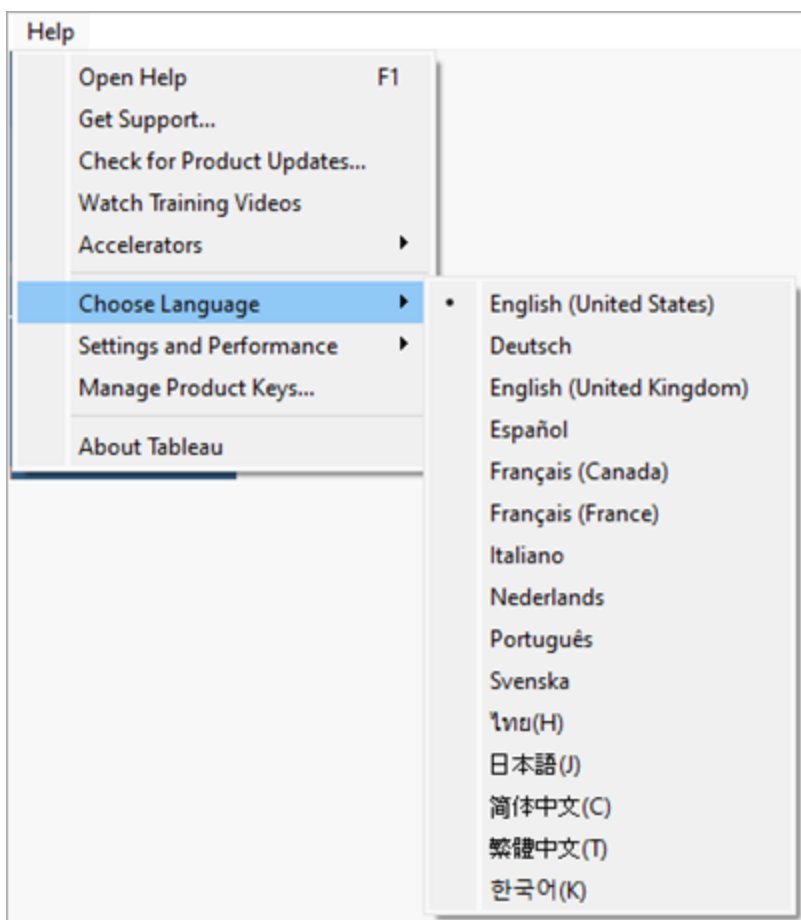 Help
Open Help F1
Get Support...
Check for Product Updates...
Watch Training Videos
Accelerators
Choose Language
Settings and Performance
Manage Product Keys...
About Tableau
English (United States)
Deutsch
English (United Kingdom)
Español
Français (Canada)
Français (France)
Italiano
Nederlands
Português
Svenska
ไทย(H)
日本語(J)
简体中文(C)
繁體中文(T)
한국어(K)